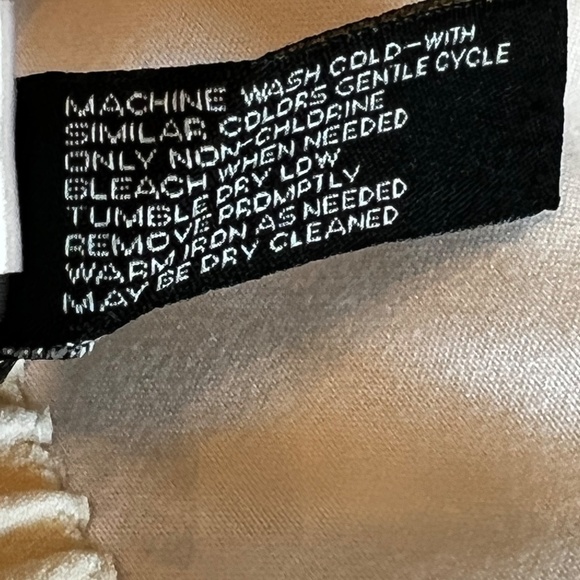 MACHINE WASH COLD-WITH
SIMILAR COLORS GENTLE CYCLE
ONLY NON-CHLORINE
BLEACH WHEN NEEDED
TUMBLE DRY LOW
REMOVE PROMPTLY
WARM IRON AS NEEDED
MAY BE DRY CLEANED